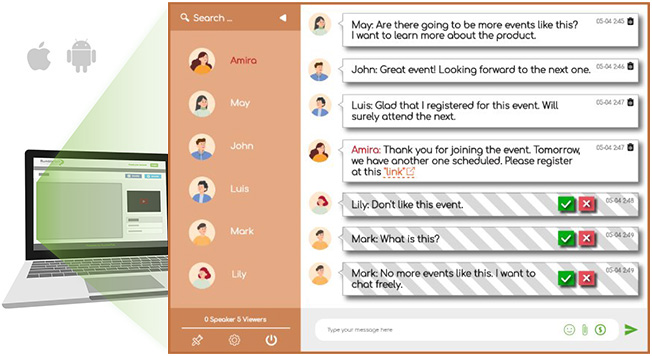 Search ...
Amira
May
John
Luis
Mark
Lily
0 Speaker 5 Viewers
May: Are there going to be more events like this?
I want to learn more about the product.
05-04 2:45
John: Great event! Looking forward to the next one.
05-04 2:46
Luis: Glad that I registered for this event. Will
surely attend the next.
05-04 2:47
Amira: Thank you for joining the event. Tomorrow,
we have another one scheduled. Please register
at this "link"
05-04 2:47
Lily: Don't like this event.
05-04 2:48
Mark: What is this?
05-04 2:49
Mark: No more events like this. I want to
chat freely.
05-04 2:49
Type your message here